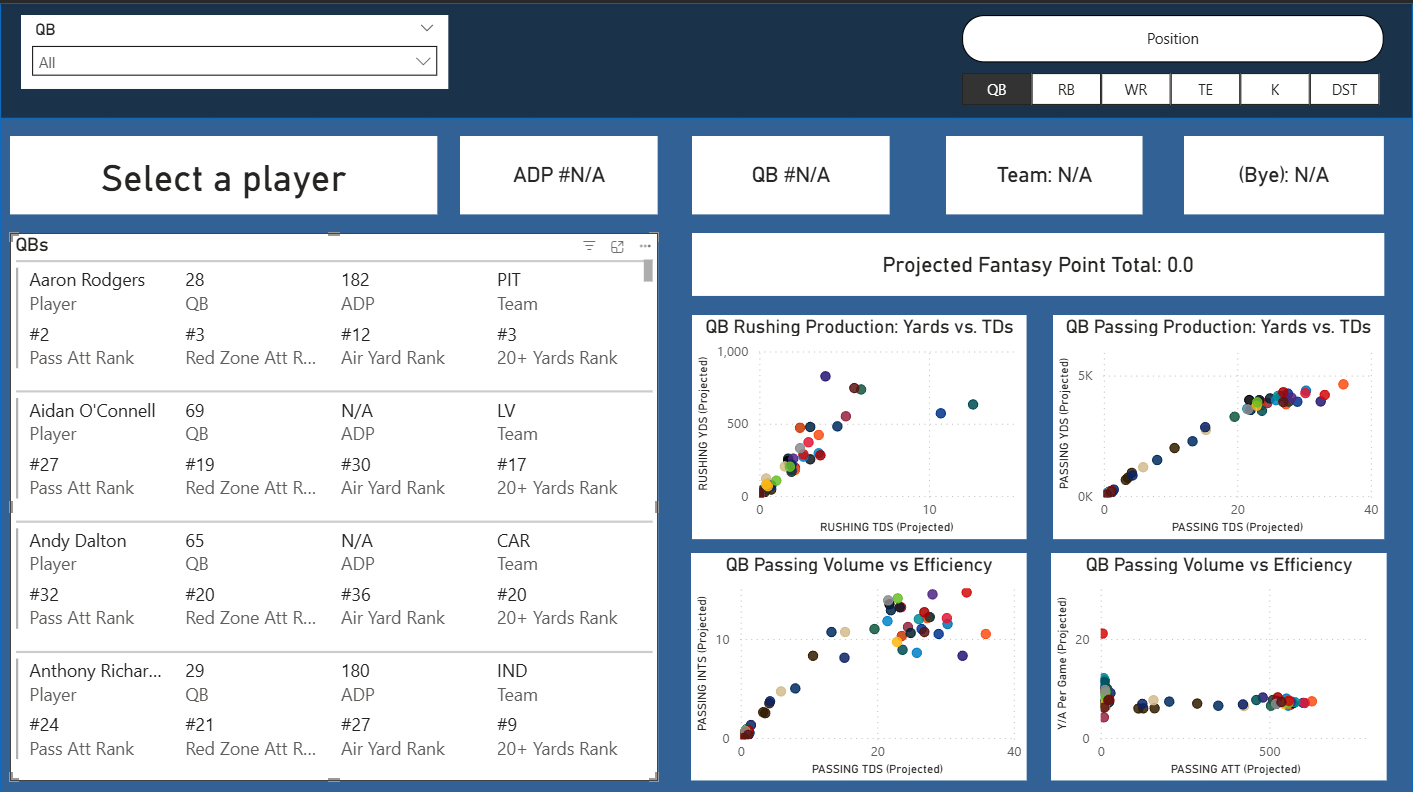 QB
All
Position
QB RB WR TE K DST
Select a player
ADP #N/A
QB #N/A
Team: N/A
(Bye): N/A
QBs
Aaron Rodgers 28 182 PIT
Player QB ADP Team
#2 #3 #12 #3
Pass Att Rank Red Zone Att R... Air Yard Rank 20+ Yards Rank
Aidan O'Connell 69 N/A LV
Player QB ADP Team
#27 #19 #30 #17
Pass Att Rank Red Zone Att R... Air Yard Rank 20+ Yards Rank
Andy Dalton 65 N/A CAR
Player QB ADP Team
#32 #20 #36 #20
Pass Att Rank Red Zone Att R... Air Yard Rank 20+ Yards Rank
Anthony Richar... 29 180 IND
Player QB ADP Team
#24 #21 #27 #9
Pass Att Rank Red Zone Att R... Air Yard Rank 20+ Yards Rank
Projected Fantasy Point Total: 0.0
QB Rushing Production: Yards vs. TDs
RUSHING YDS (Projected)
1,000
500
0
0 10
RUSHING TDS (Projected)
QB Passing Production: Yards vs. TDs
PASSING YDS (Projected)
5K
0K
0 20 40
PASSING TDS (Projected)
QB Passing Volume vs Efficiency
PASSING INTS (Projected)
10
0
0 20 40
PASSING TDS (Projected)
QB Passing Volume vs Efficiency
Y/A Per Game (Projected)
20
0
0 500
PASSING ATT (Projected)